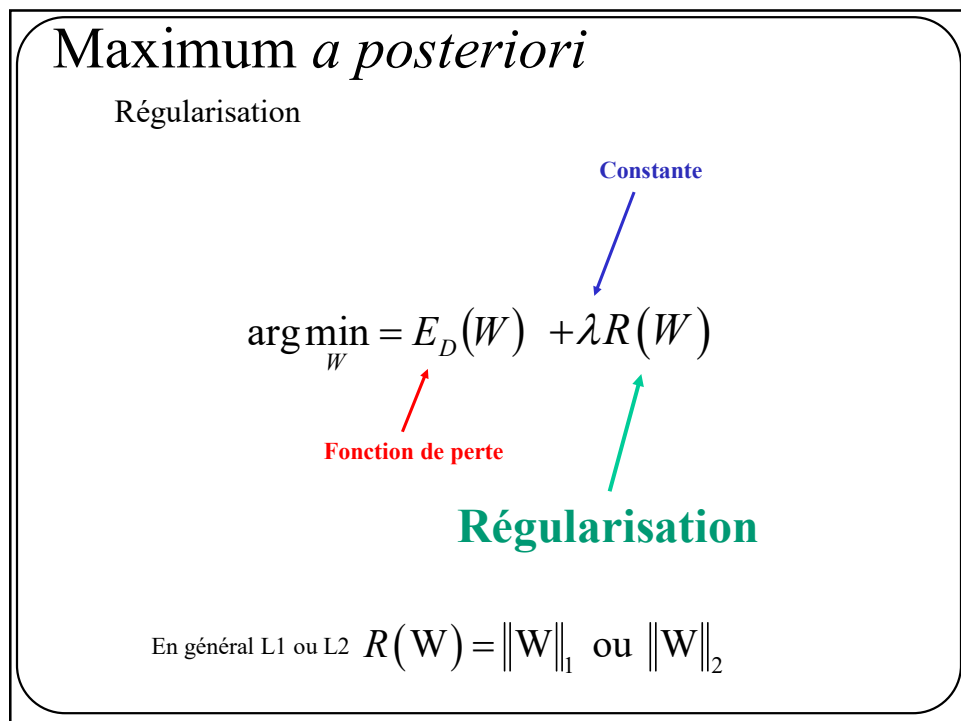 Maximum a posteriori
Régularisation
Constante
arg min = E_D(W) + λR(W)
W
Fonction de perte
Régularisation
En général L1 ou L2 R(W) = ‖W‖₁ ou ‖W‖₂